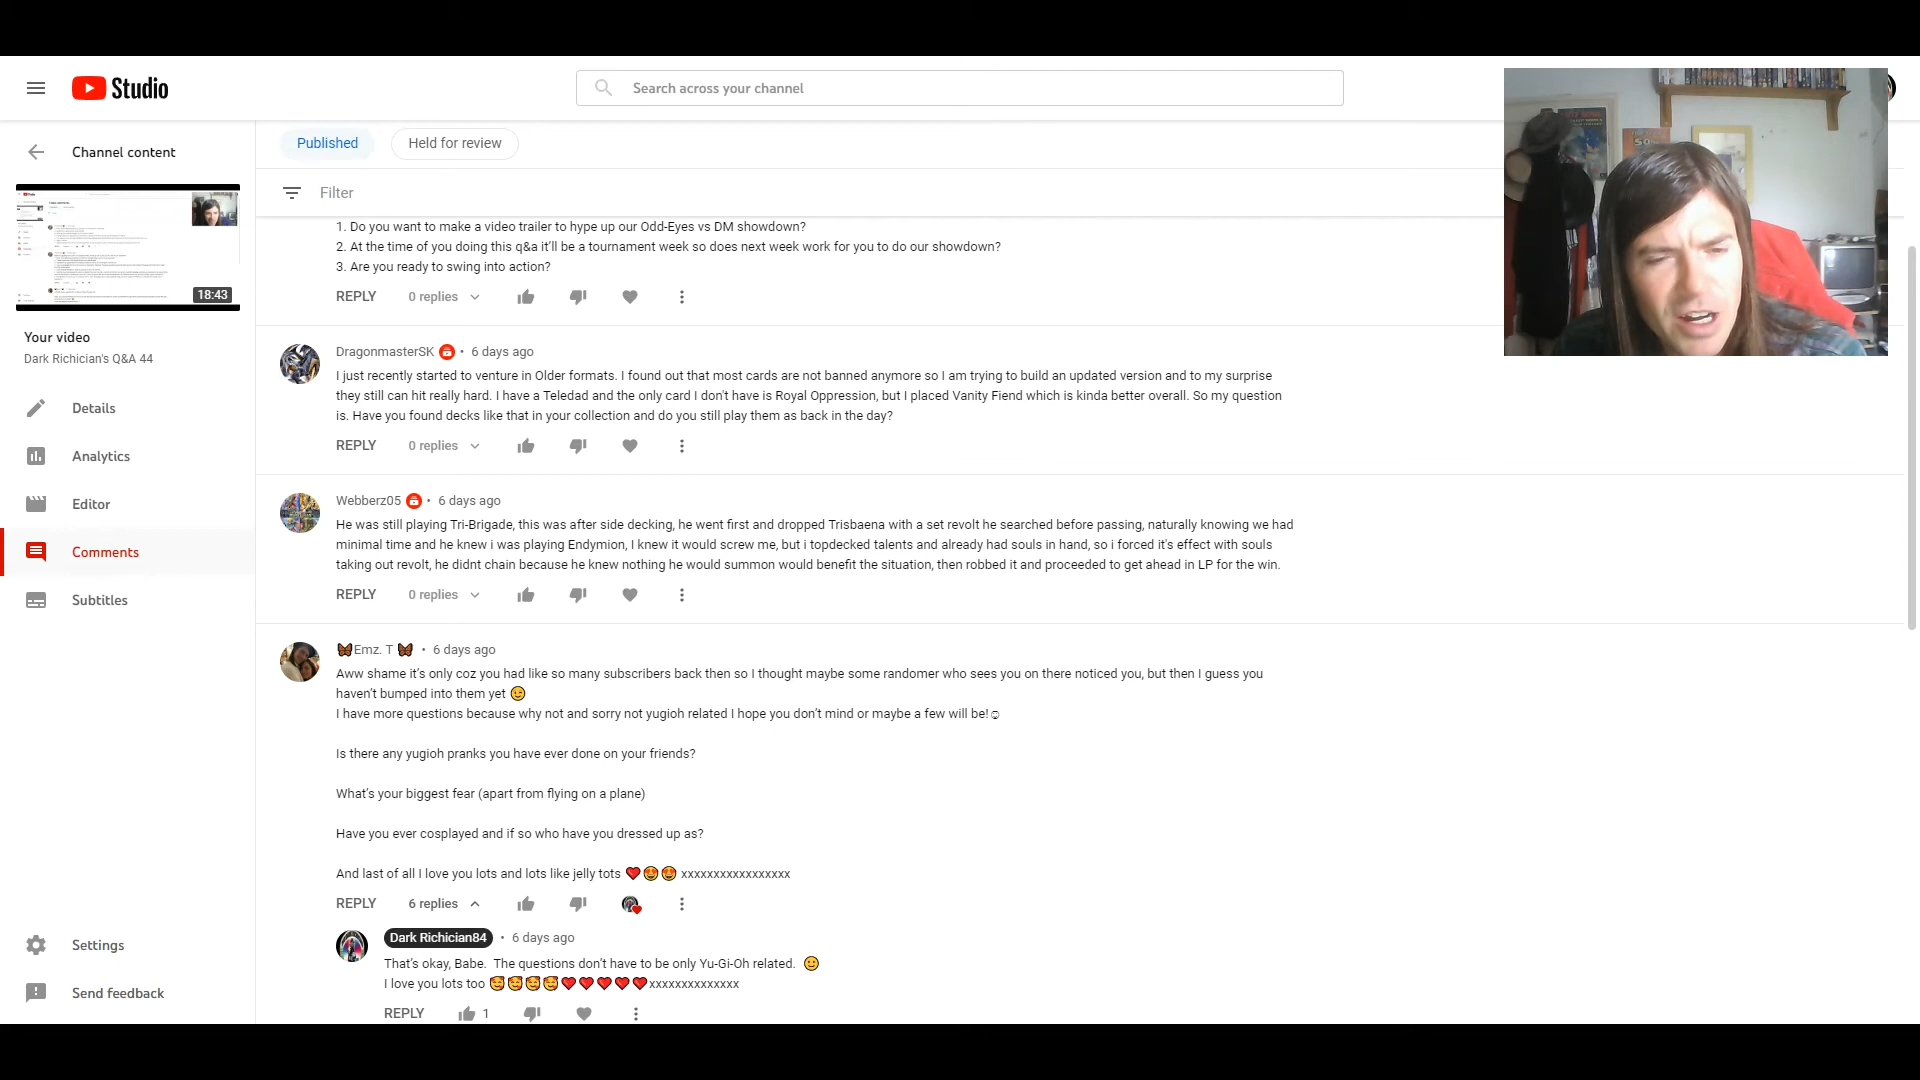 Studio
Search across your channel
Channel content
18:43
Your video
Dark Richician's Q&A 44
Details
Analytics
Editor
Comments
Subtitles
Settings
Send feedback
Published
Held for review
Filter
1. Do you want to make a video trailer to hype up our Odd-Eyes vs DM showdown?
2. At the time of you doing this q&a it'll be a tournament week so does next week work for you to do our showdown?
3. Are you ready to swing into action?
REPLY 0 replies
DragonmasterSK • 6 days ago
I just recently started to venture in Older formats. I found out that most cards are not banned anymore so I am trying to build an updated version and to my surprise
they still can hit really hard. I have a Teledad and the only card I don't have is Royal Oppression, but I placed Vanity Fiend which is kinda better overall. So my question
is. Have you found decks like that in your collection and do you still play them as back in the day?
REPLY 0 replies
Webberz05 • 6 days ago
He was still playing Tri-Brigade, this was after side decking, he went first and dropped Trisbaena with a set revolt he searched before passing, naturally knowing we had
minimal time and he knew i was playing Endymion, I knew it would screw me, but i topdecked talents and already had souls in hand, so i forced it's effect with souls
taking out revolt, he didnt chain because he knew nothing he would summon would benefit the situation, then robbed it and proceeded to get ahead in LP for the win.
REPLY 0 replies
🦋Emz. T 🦋 • 6 days ago
Aww shame it's only coz you had like so many subscribers back then so I thought maybe some randomer who sees you on there noticed you, but then I guess you
haven't bumped into them yet 😉
I have more questions because why not and sorry not yugioh related I hope you don't mind or maybe a few will be!☺
Is there any yugioh pranks you have ever done on your friends?
What's your biggest fear (apart from flying on a plane)
Have you ever cosplayed and if so who have you dressed up as?
And last of all I love you lots and lots like jelly tots ❤️😍😍 xxxxxxxxxxxxxxxxx
REPLY 6 replies
Dark Richician84 • 6 days ago
That's okay, Babe.  The questions don't have to be only Yu-Gi-Oh related. 🙂
I love you lots too 🥰🥰🥰🥰❤️❤️❤️❤️❤️xxxxxxxxxxxxxx
REPLY 1